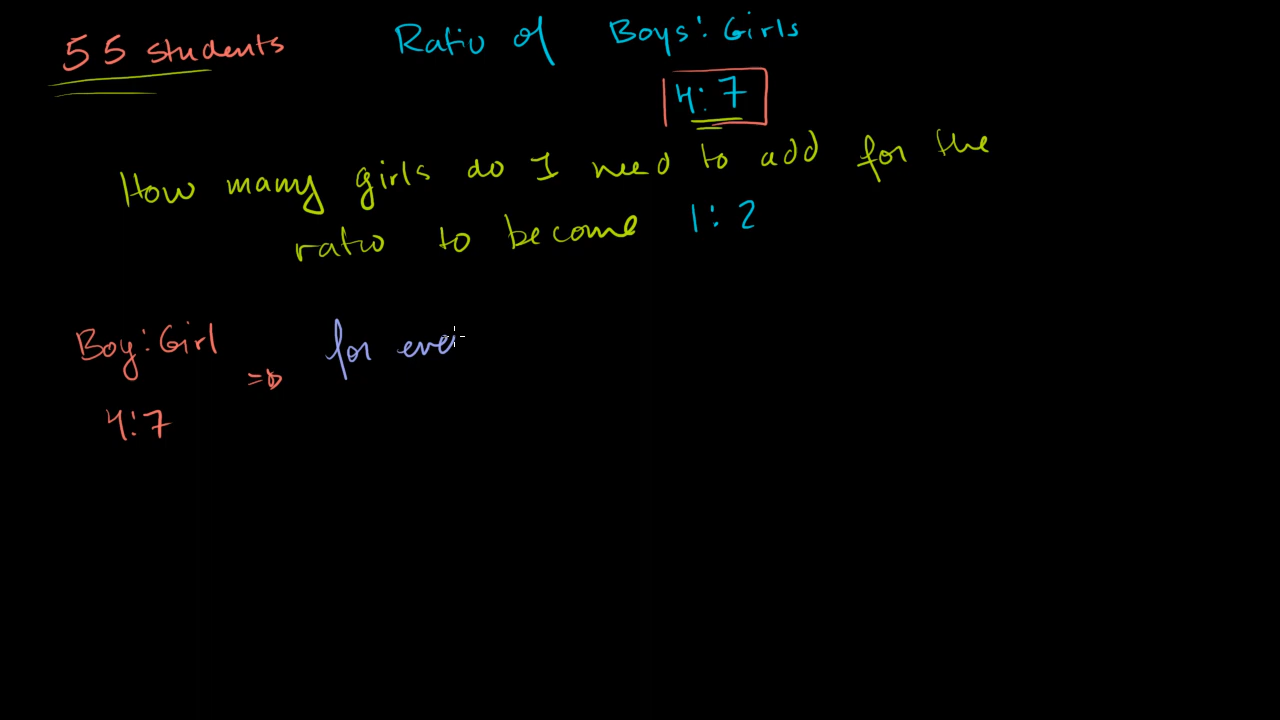 55 students Ratio of Boys:Girls
4:7
How many girls do I need to add for the
ratio to become 1:2
Boy:Girl => for eve
4:7